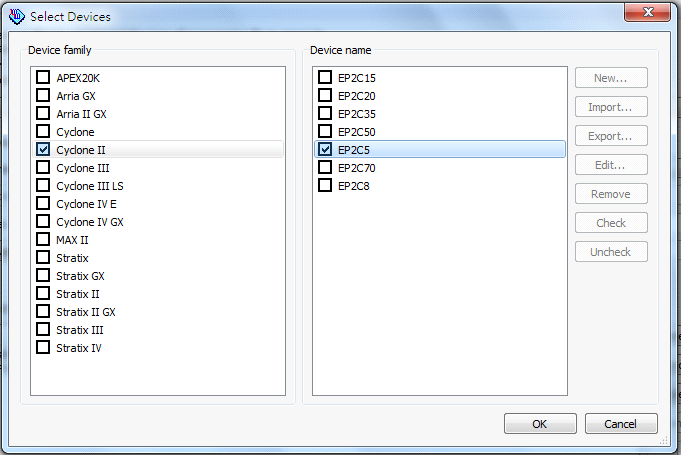 Select Devices
Device family
APEX20K
Arria GX
Arria II GX
Cyclone
Cyclone II
Cyclone III
Cyclone III LS
Cyclone IV E
Cyclone IV GX
MAX II
Stratix
Stratix GX
Stratix II
Stratix II GX
Stratix III
Stratix IV
Device name
EP2C15
EP2C20
EP2C35
EP2C50
EP2C5
EP2C70
EP2C8
New...
Import...
Export...
Edit...
Remove
Check
Uncheck
OK
Cancel